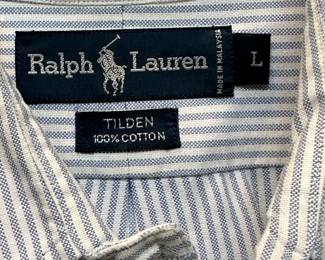 Ralph Lauren
MADE IN MALAYSIA
L
TILDEN
100% COTTON